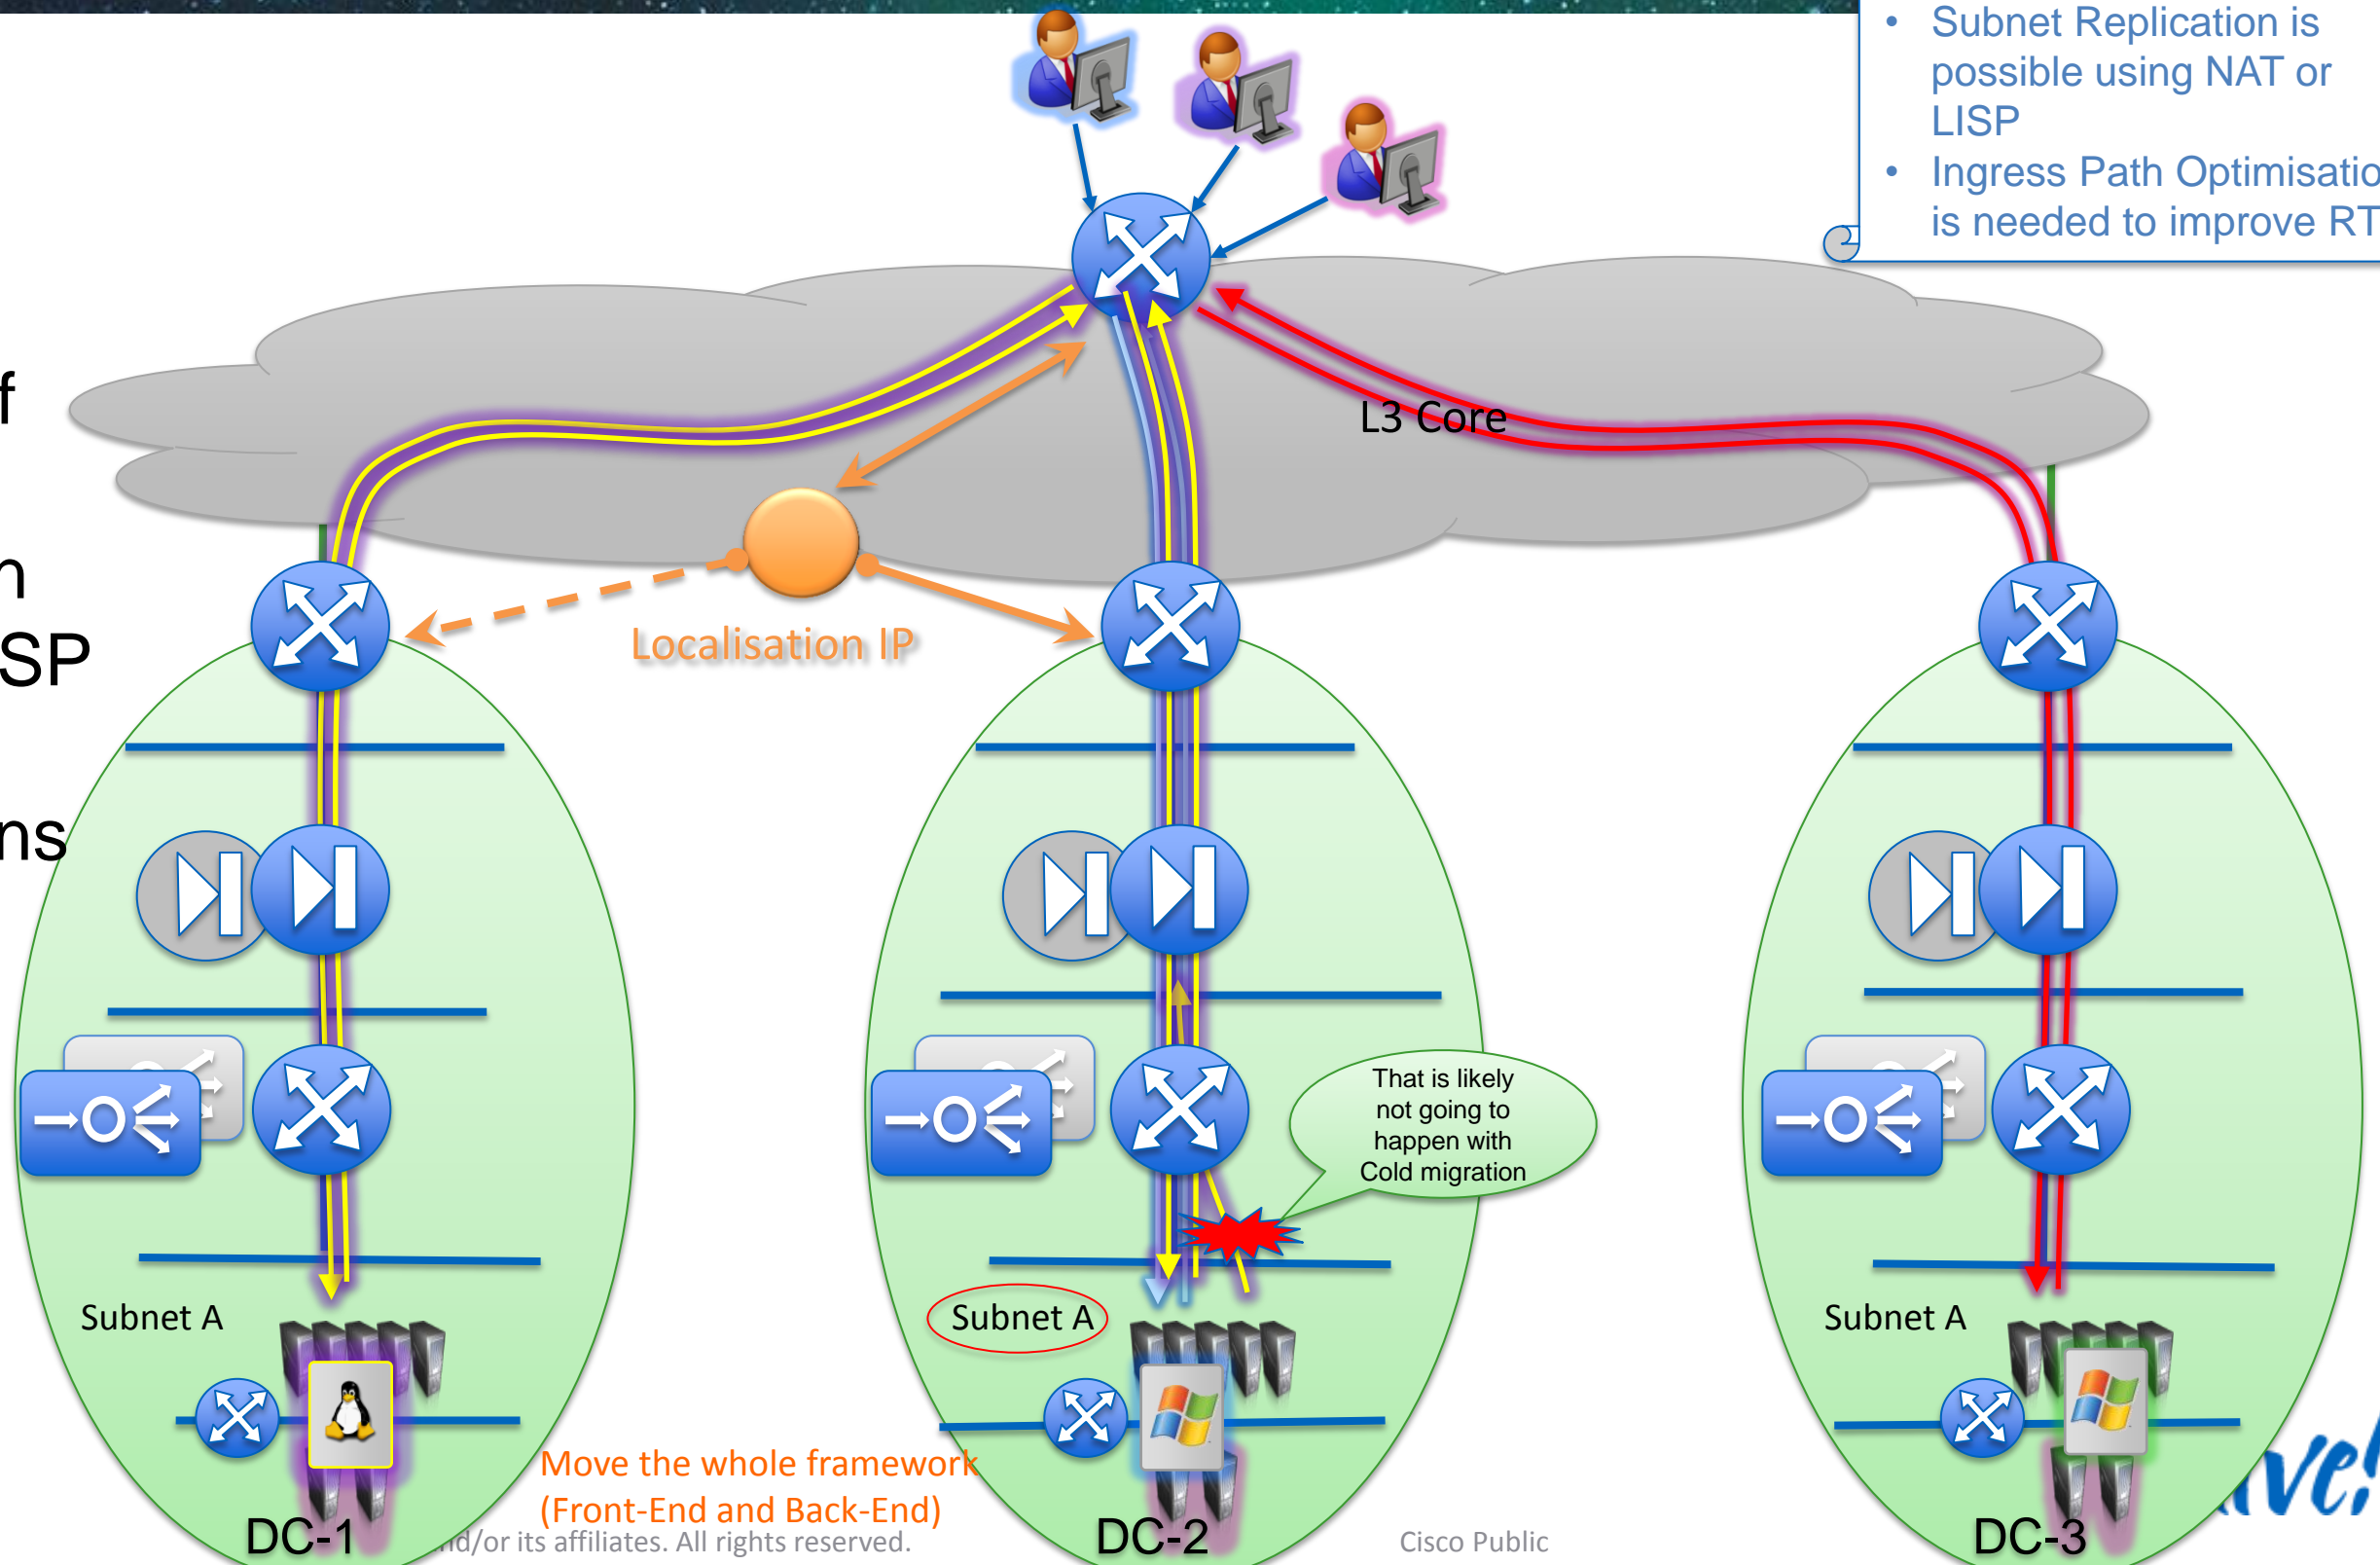 • Subnet Replication is
possible using NAT or
LISP
• Ingress Path Optimisatio
is needed to improve RT
f
n
SP
ns
L3 Core
Localisation IP
That is likely
not going to
happen with
Cold migration
Subnet A
Subnet A
Subnet A
Move the whole framework
(Front-End and Back-End)
DC-1
DC-2
DC-3
nd/or its affiliates. All rights reserved.
Cisco Public
ive!